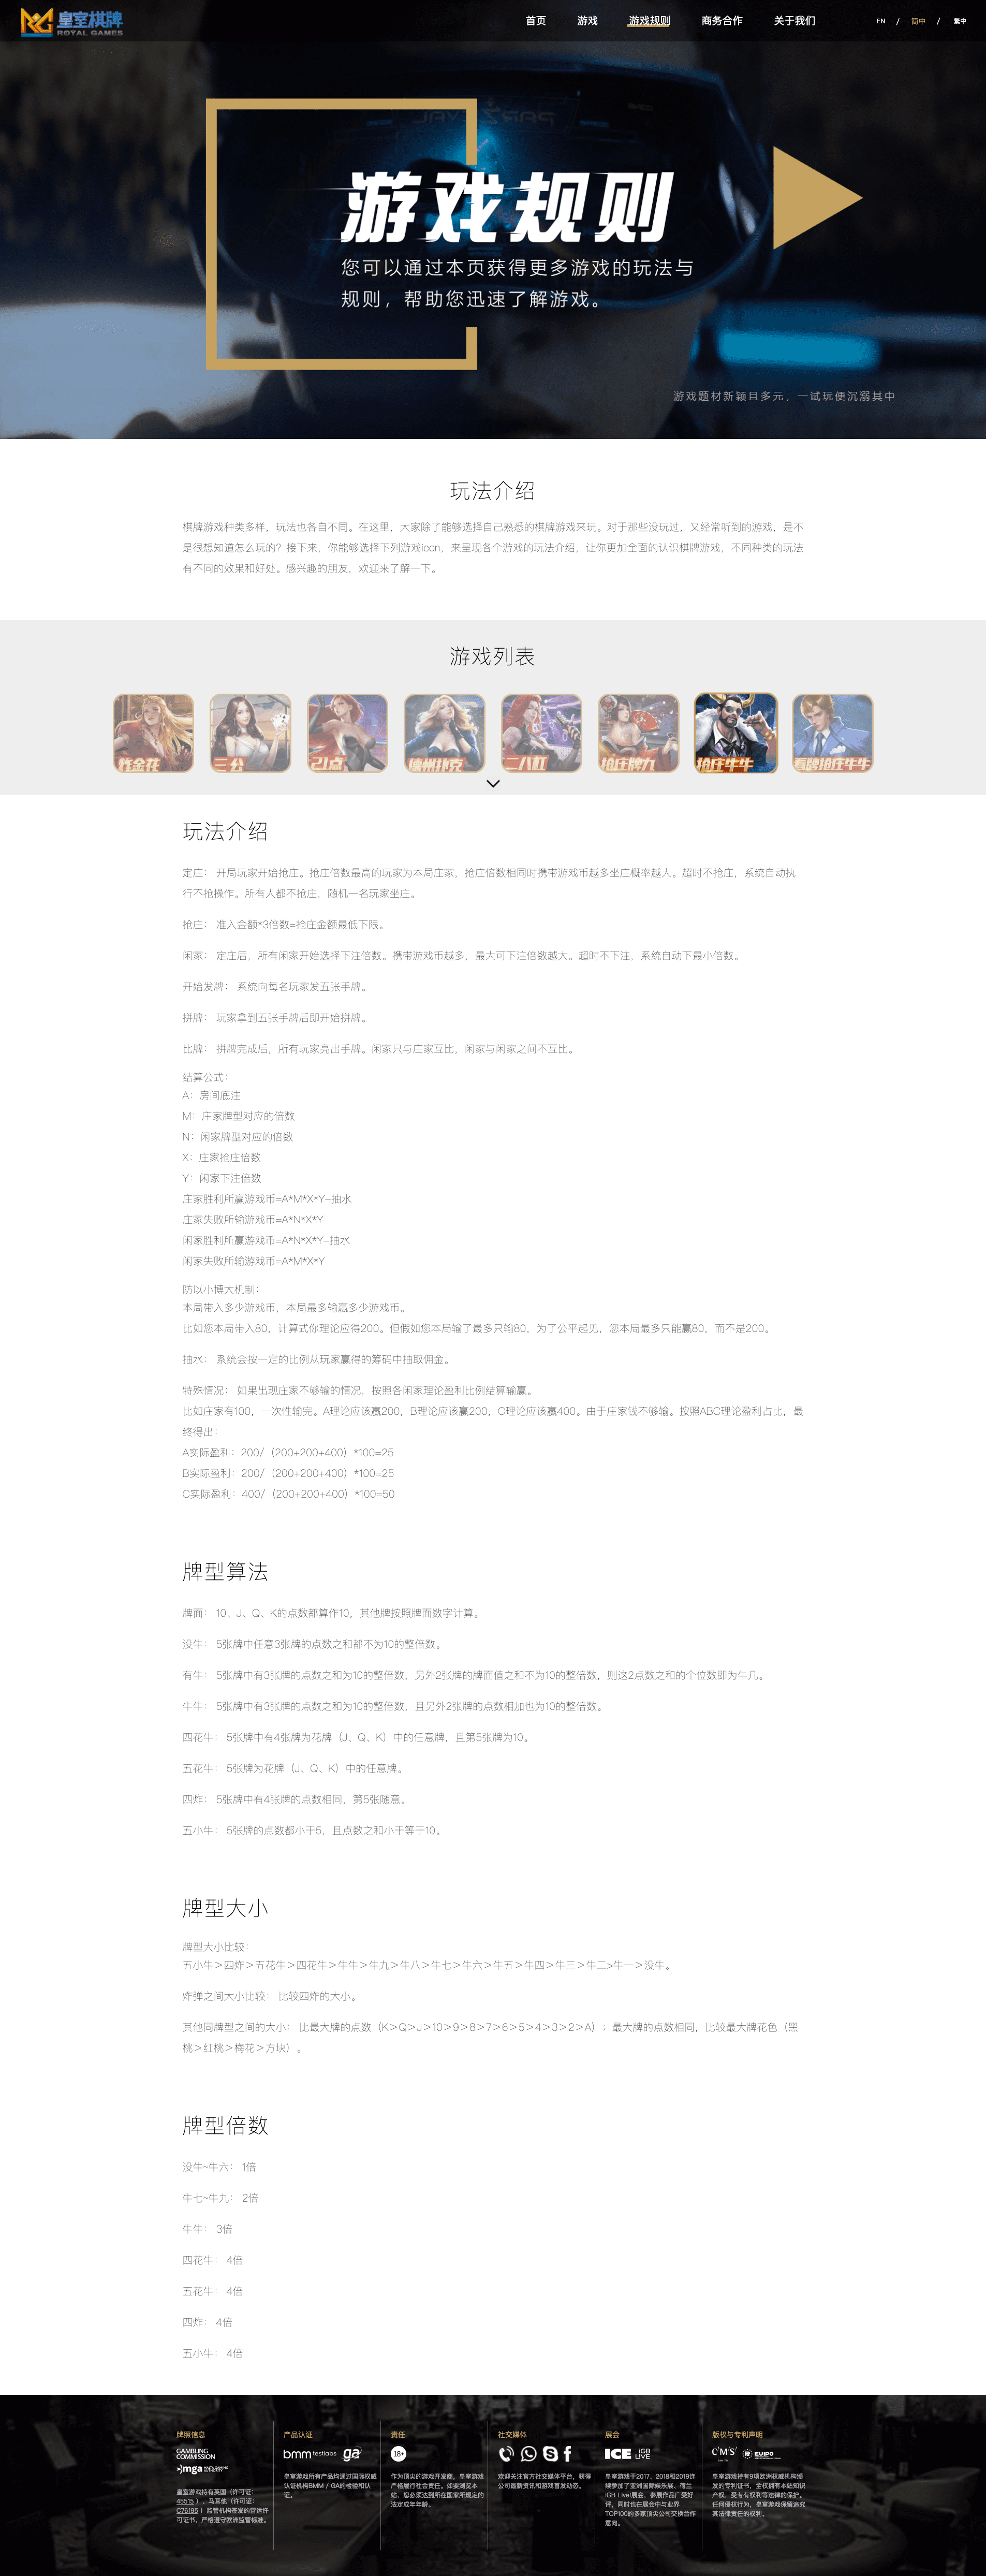 皇室棋牌
ROYAL GAMES
首页 游戏 游戏规则 商务合作 关于我们 EN / 简中 / 繁中
游戏规则
您可以通过本页获得更多游戏的玩法与
规则，帮助您迅速了解游戏。
游戏题材新颖且多元，一试玩便沉溺其中
玩法介绍
棋牌游戏种类多样，玩法也各自不同。在这里，大家除了能够选择自己熟悉的棋牌游戏来玩。对于那些没玩过，又经常听到的游戏，是不
是很想知道怎么玩的？接下来，你能够选择下列游戏icon，来呈现各个游戏的玩法介绍，让你更加全面的认识棋牌游戏，不同种类的玩法
有不同的效果和好处。感兴趣的朋友，欢迎来了解一下。
游戏列表
炸金花 三公 21点 德州扑克 二八杠 抢庄牌九 抢庄牛牛 看牌抢庄牛牛
玩法介绍
定庄： 开局玩家开始抢庄。抢庄倍数最高的玩家为本局庄家，抢庄倍数相同时携带游戏币越多坐庄概率越大。超时不抢庄，系统自动执
行不抢操作。所有人都不抢庄，随机一名玩家坐庄。
抢庄： 准入金额*3倍数=抢庄金额最低下限。
闲家： 定庄后，所有闲家开始选择下注倍数。携带游戏币越多，最大可下注倍数越大。超时不下注，系统自动下最小倍数。
开始发牌： 系统向每名玩家发五张手牌。
拼牌： 玩家拿到五张手牌后即开始拼牌。
比牌： 拼牌完成后，所有玩家亮出手牌。闲家只与庄家互比，闲家与闲家之间不互比。
结算公式：
A：房间底注
M：庄家牌型对应的倍数
N：闲家牌型对应的倍数
X：庄家抢庄倍数
Y：闲家下注倍数
庄家胜利所赢游戏币=A*M*X*Y-抽水
庄家失败所输游戏币=A*N*X*Y
闲家胜利所赢游戏币=A*N*X*Y-抽水
闲家失败所输游戏币=A*M*X*Y
防以小博大机制：
本局带入多少游戏币，本局最多输赢多少游戏币。
比如您本局带入80，计算式你理论应得200。但假如您本局输了最多只输80，为了公平起见，您本局最多只能赢80，而不是200。
抽水： 系统会按一定的比例从玩家赢得的筹码中抽取佣金。
特殊情况： 如果出现庄家不够输的情况，按照各闲家理论盈利比例结算输赢。
比如庄家有100，一次性输完。A理论应该赢200，B理论应该赢200，C理论应该赢400。由于庄家钱不够输。按照ABC理论盈利占比，最
终得出：
A实际盈利：200/（200+200+400）*100=25
B实际盈利：200/（200+200+400）*100=25
C实际盈利：400/（200+200+400）*100=50
牌型算法
牌面： 10、J、Q、K的点数都算作10，其他牌按照牌面数字计算。
没牛： 5张牌中任意3张牌的点数之和都不为10的整倍数。
有牛： 5张牌中有3张牌的点数之和为10的整倍数，另外2张牌的牌面值之和不为10的整倍数，则这2点数之和的个位数即为牛几。
牛牛： 5张牌中有3张牌的点数之和为10的整倍数，且另外2张牌的点数相加也为10的整倍数。
四花牛： 5张牌中有4张牌为花牌（J、Q、K）中的任意牌，且第5张牌为10。
五花牛： 5张牌为花牌（J、Q、K）中的任意牌。
四炸： 5张牌中有4张牌的点数相同，第5张随意。
五小牛： 5张牌的点数都小于5，且点数之和小于等于10。
牌型大小
牌型大小比较：
五小牛＞四炸＞五花牛＞四花牛＞牛牛＞牛九＞牛八＞牛七＞牛六＞牛五＞牛四＞牛三＞牛二>牛一＞没牛。
炸弹之间大小比较： 比较四炸的大小。
其他同牌型之间的大小： 比最大牌的点数（K＞Q＞J＞10＞9＞8＞7＞6＞5＞4＞3＞2＞A）；最大牌的点数相同，比较最大牌花色（黑
桃＞红桃＞梅花＞方块）。
牌型倍数
没牛~牛六： 1倍
牛七~牛九： 2倍
牛牛： 3倍
四花牛： 4倍
五花牛： 4倍
四炸： 4倍
五小牛： 4倍
牌照信息
GAMBLING
COMMISSION
mga
皇室游戏持有英国（许可证：
45515 ）、马耳他（许可证：
C76195 ）监管机构签发的营运许
可证书，严格遵守欧洲监管标准。
产品认证
bmm testlabs ga
皇室游戏所有产品均通过国际权威
认证机构BMM / GA的检验和认
证。
责任
18+
作为顶尖的游戏开发商，皇室游戏
严格履行社会责任。如要浏览本
站，您必须达到所在国家所规定的
法定成年年龄。
社交媒体
欢迎关注官方社交媒体平台，获得
公司最新资讯和游戏首发动态。
展会
ICE iGB LIVE
皇室游戏于2017、2018和2019连
续参加了亚洲国际娱乐展、荷兰
iGB Live!展会，参展作品广受好
评，同时也在展会中与业界
TOP100的多家顶尖公司交换合作
意向。
版权与专利声明
C'M'S' EUIPO
皇室游戏持有9项欧洲权威机构颁
发的专利证书，全权拥有本站知识
产权，受专有权利等法律的保护。
任何侵权行为，皇室游戏保留追究
其法律责任的权利。